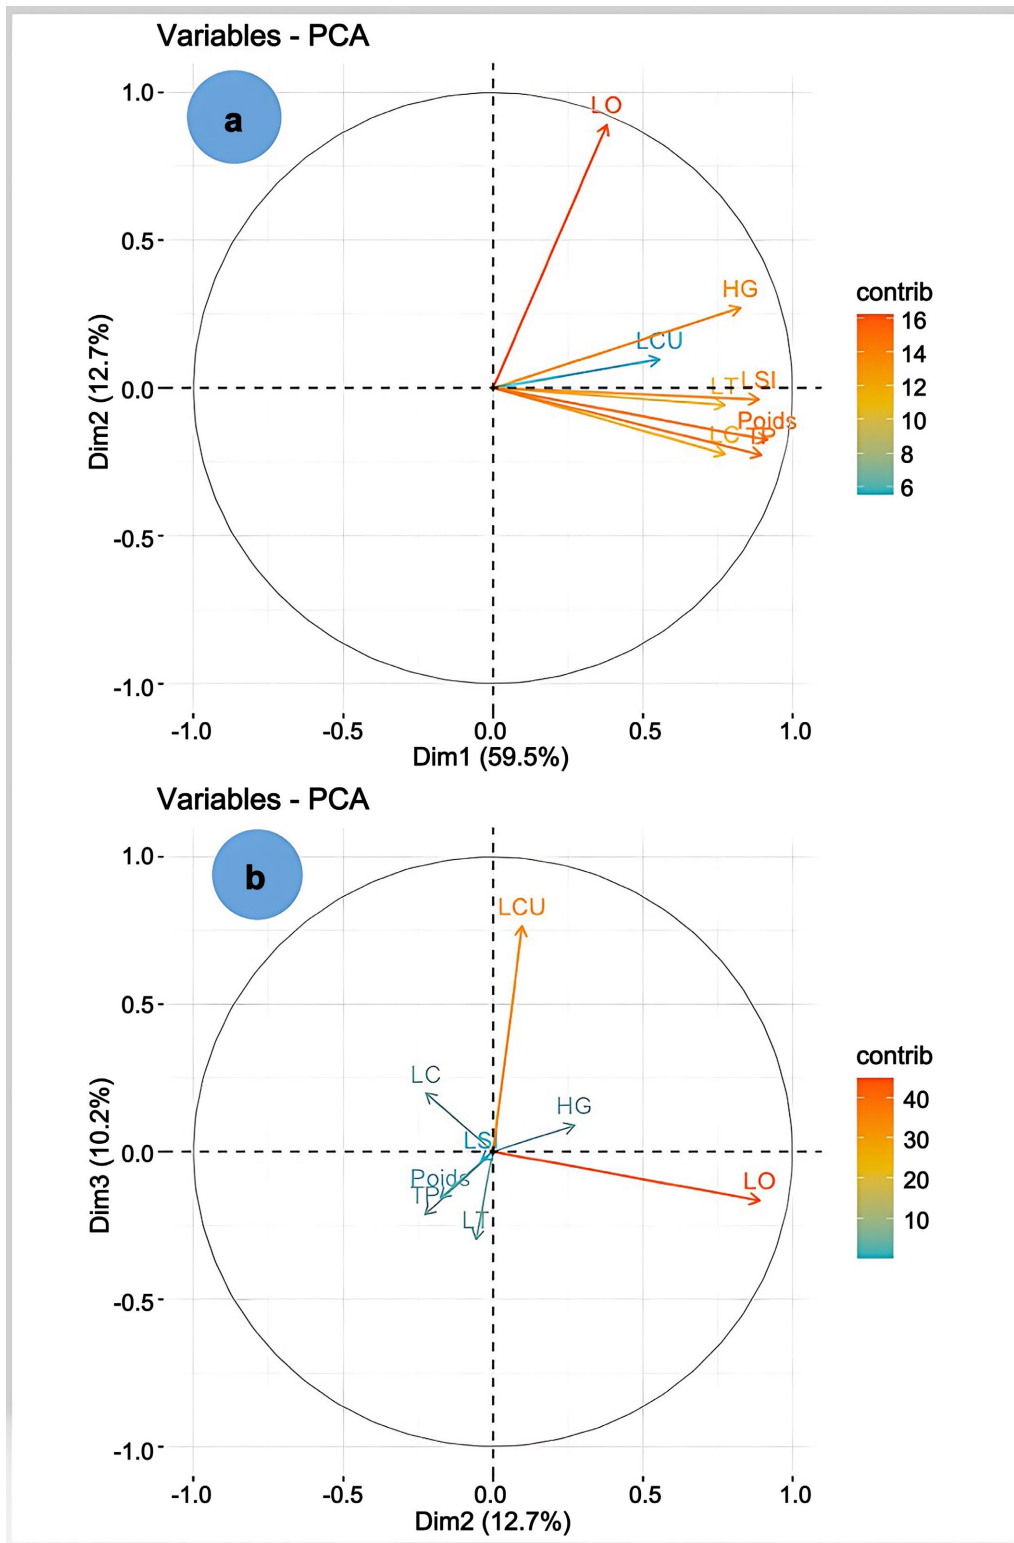 Variables - PCA
a
1.0
0.5
0.0
-0.5
-1.0
Dim2 (12.7%)
LO
HG
LCU
LT
LSI
Poids
LC
TP
-1.0
-0.5
0.0
0.5
1.0
Dim1 (59.5%)
contrib
16
14
12
10
8
6
Variables - PCA
b
1.0
0.5
0.0
-0.5
-1.0
Dim3 (10.2%)
LCU
LC
HG
LS
Poids
TP
LT
LO
-1.0
-0.5
0.0
0.5
1.0
Dim2 (12.7%)
contrib
40
30
20
10